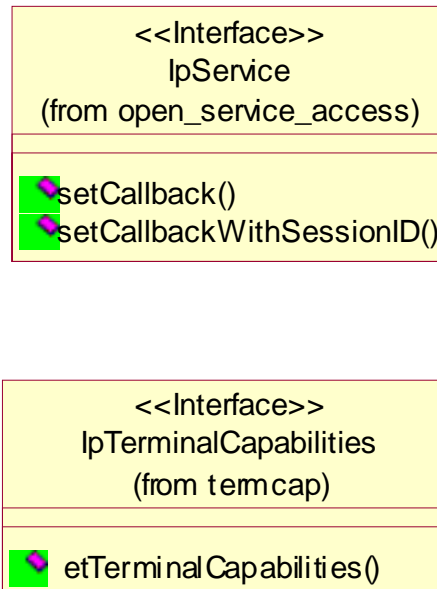 <<Interface>>
IpService
(from open_service_access)
setCallback()
setCallbackWithSessionID()
<<Interface>>
IpTerminalCapabilities
(from termcap)
etTerminalCapabilities()